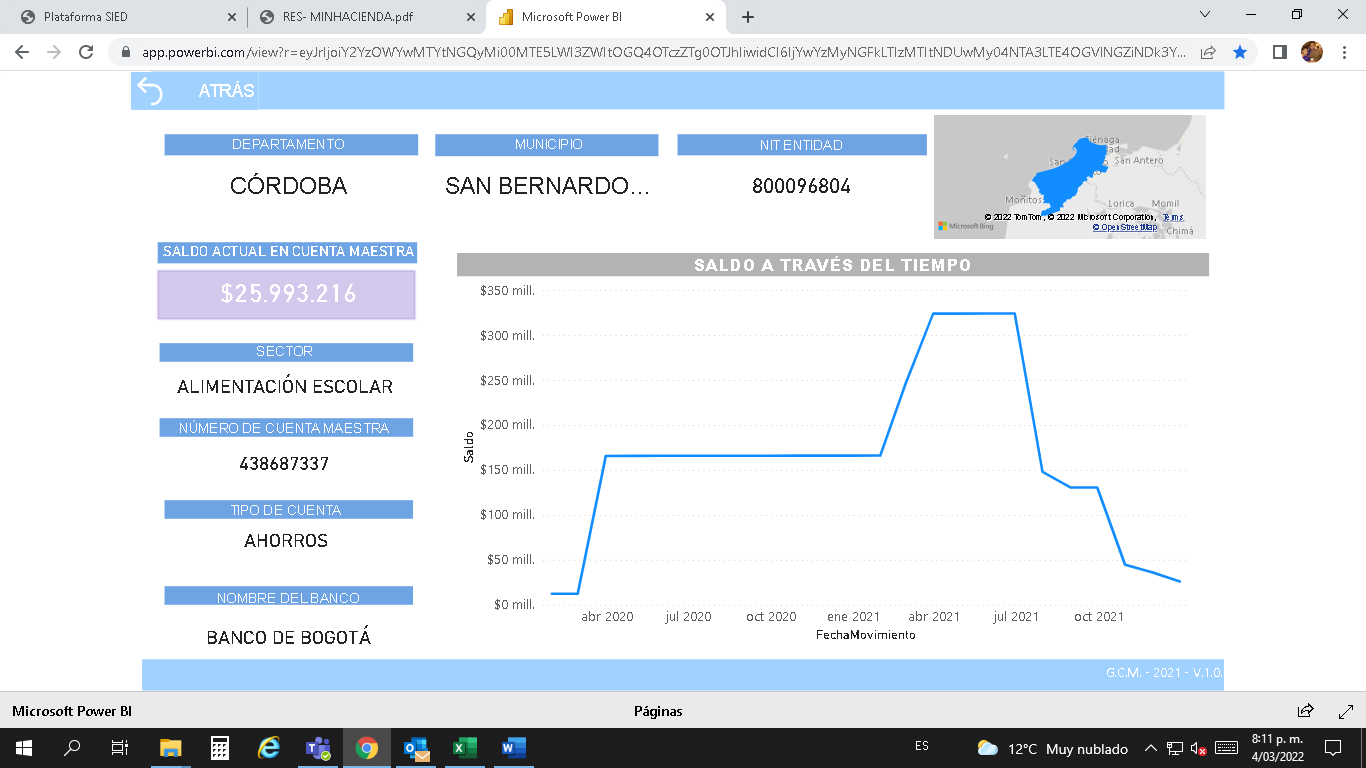 Plataforma SIED
RES- MINHACIENDA.pdf
Microsoft Power BI
ATRÁS
DEPARTAMENTO
MUNICIPIO
NIT ENTIDAD
CÓRDOBA
SAN BERNARDO...
800096804
San Antero
Moñitos
Lorica
Momil
Chimá
© 2022 TomTom, © 2022 Microsoft Corporation, Terms
© OpenStreetMap
Microsoft Bing
SALDO ACTUAL EN CUENTA MAESTRA
$25.993.216
SECTOR
ALIMENTACIÓN ESCOLAR
NÚMERO DE CUENTA MAESTRA
438687337
TIPO DE CUENTA
AHORROS
NOMBRE DEL BANCO
BANCO DE BOGOTÁ
SALDO A TRAVÉS DEL TIEMPO
$350 mill.
$300 mill.
$250 mill.
$200 mill.
$150 mill.
$100 mill.
$50 mill.
$0 mill.
Saldo
abr 2020
jul 2020
oct 2020
ene 2021
abr 2021
jul 2021
oct 2021
FechaMovimiento
G.C.M. - 2021 - V.1.0.
Microsoft Power BI
Páginas
ES
12°C Muy nublado
8:11 p. m.
4/03/2022